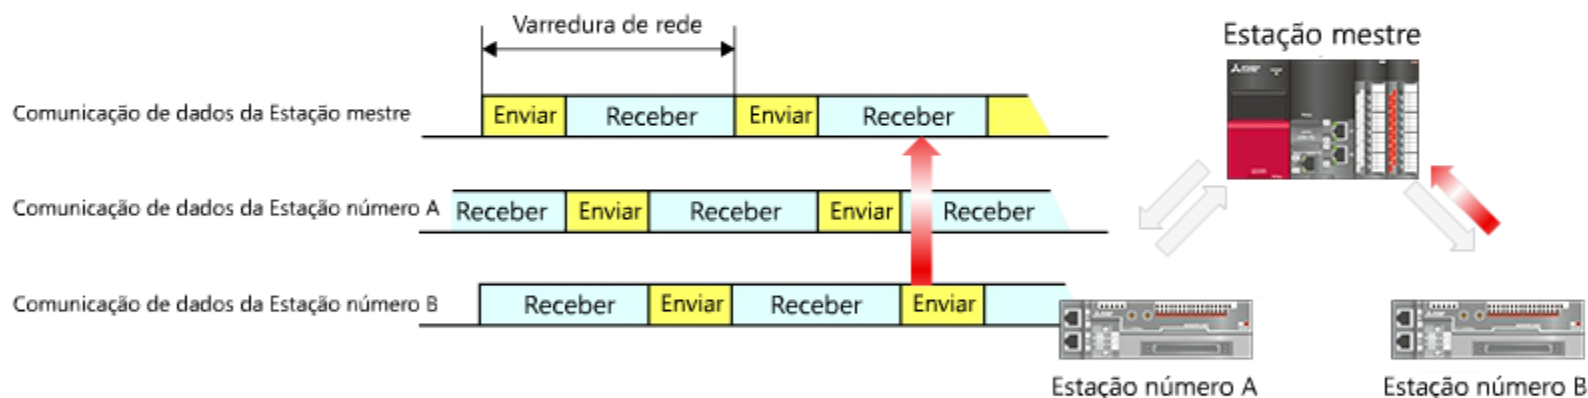 Varredura de rede
Estação mestre
Comunicação de dados da Estação mestre
Enviar Receber Enviar Receber
Comunicação de dados da Estação número A
Receber Enviar Receber Enviar Receber
Comunicação de dados da Estação número B
Receber Enviar Receber Enviar
Estação número A
Estação número B